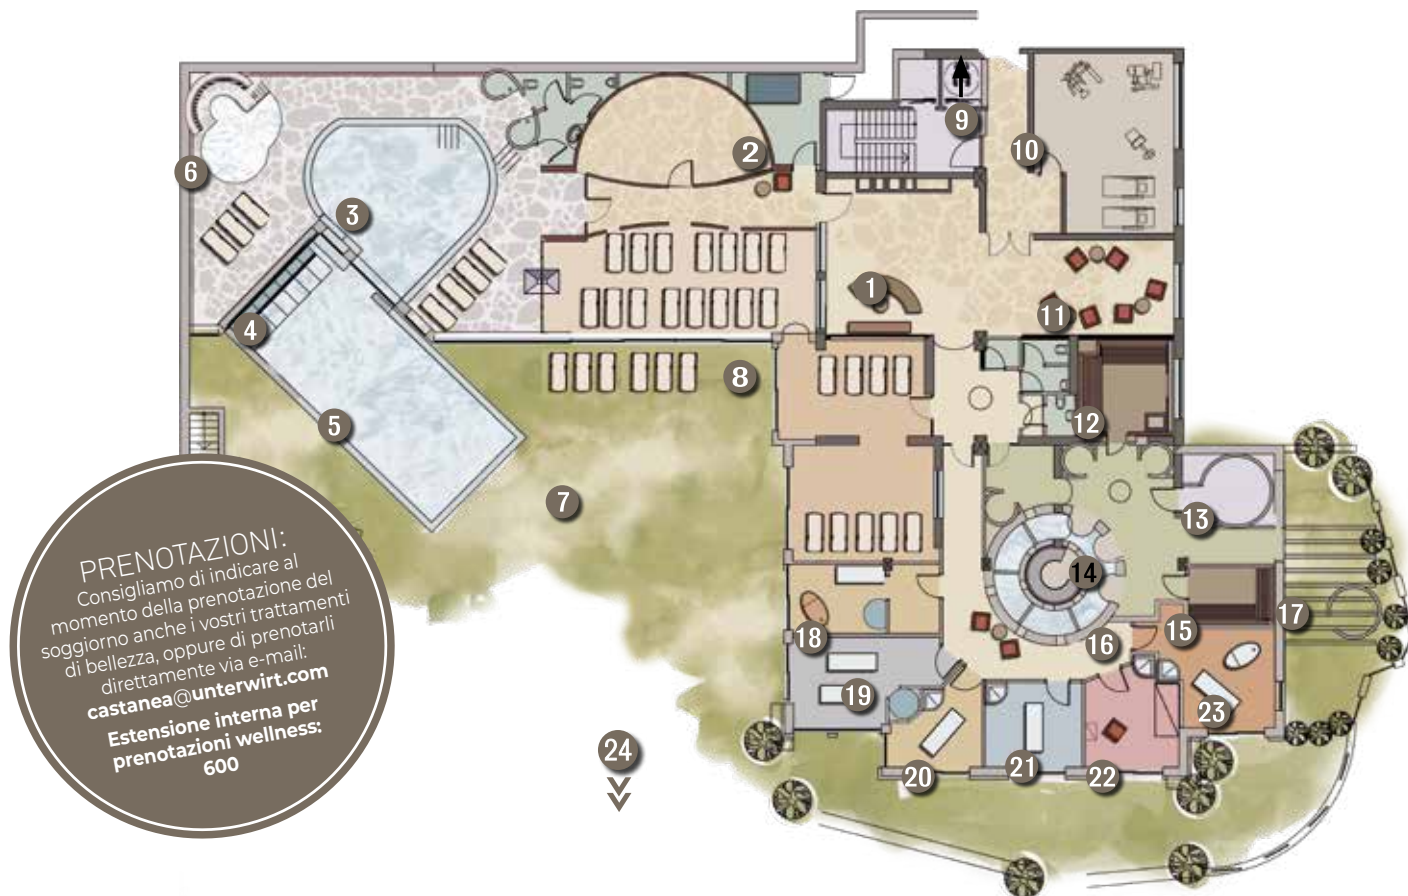 6
3
4
5
2
9
10
1
11
8
12
7
13
14
15
17
16
18
19
23
20
21
22
24
PRENOTAZIONI:
Consigliamo di indicare al
momento della prenotazione del
soggiorno anche i vostri trattamenti
di bellezza, oppure di prenotarli
direttamente via e-mail:
castanea@unterwirt.com
Estensione interna per
prenotazioni wellness:
600